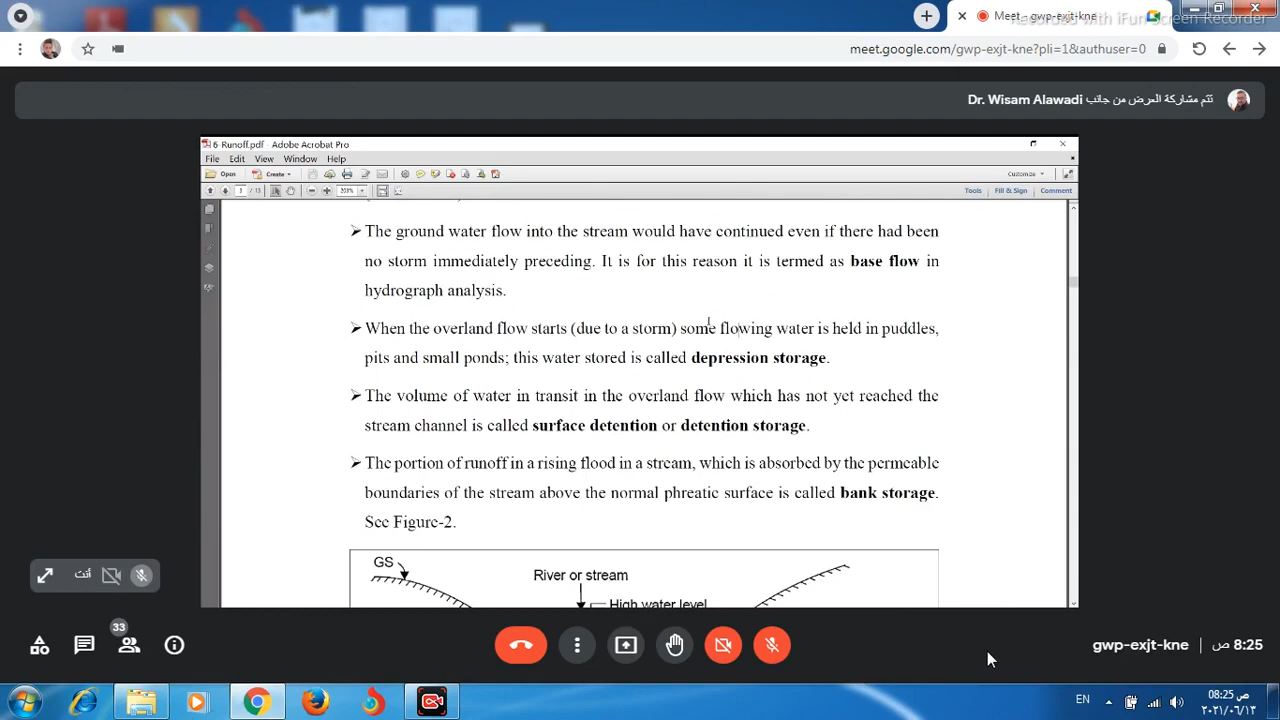 Meet - gwp-exjt-kne
Recorded with iFun Screen Recorder
meet.google.com/gwp-exjt-kne?pli=1&authuser=0
تتم مشاركة العرض من جانب Dr. Wisam Alawadi
6-Runoff.pdf - Adobe Acrobat Pro
File Edit View Window Help
Open Create Customize
3 / 13 203% Tools Fill & Sign Comment
➢ The ground water flow into the stream would have continued even if there had been
no storm immediately preceding. It is for this reason it is termed as base flow in
hydrograph analysis.
➢ When the overland flow starts (due to a storm) some flowing water is held in puddles,
pits and small ponds; this water stored is called depression storage.
➢ The volume of water in transit in the overland flow which has not yet reached the
stream channel is called surface detention or detention storage.
➢ The portion of runoff in a rising flood in a stream, which is absorbed by the permeable
boundaries of the stream above the normal phreatic surface is called bank storage.
See Figure-2.
GS
River or stream
High water level
أنت
33
gwp-exjt-kne
8:25 ص
EN
08:25 ص
٢٠٢١/٠٦/١٣